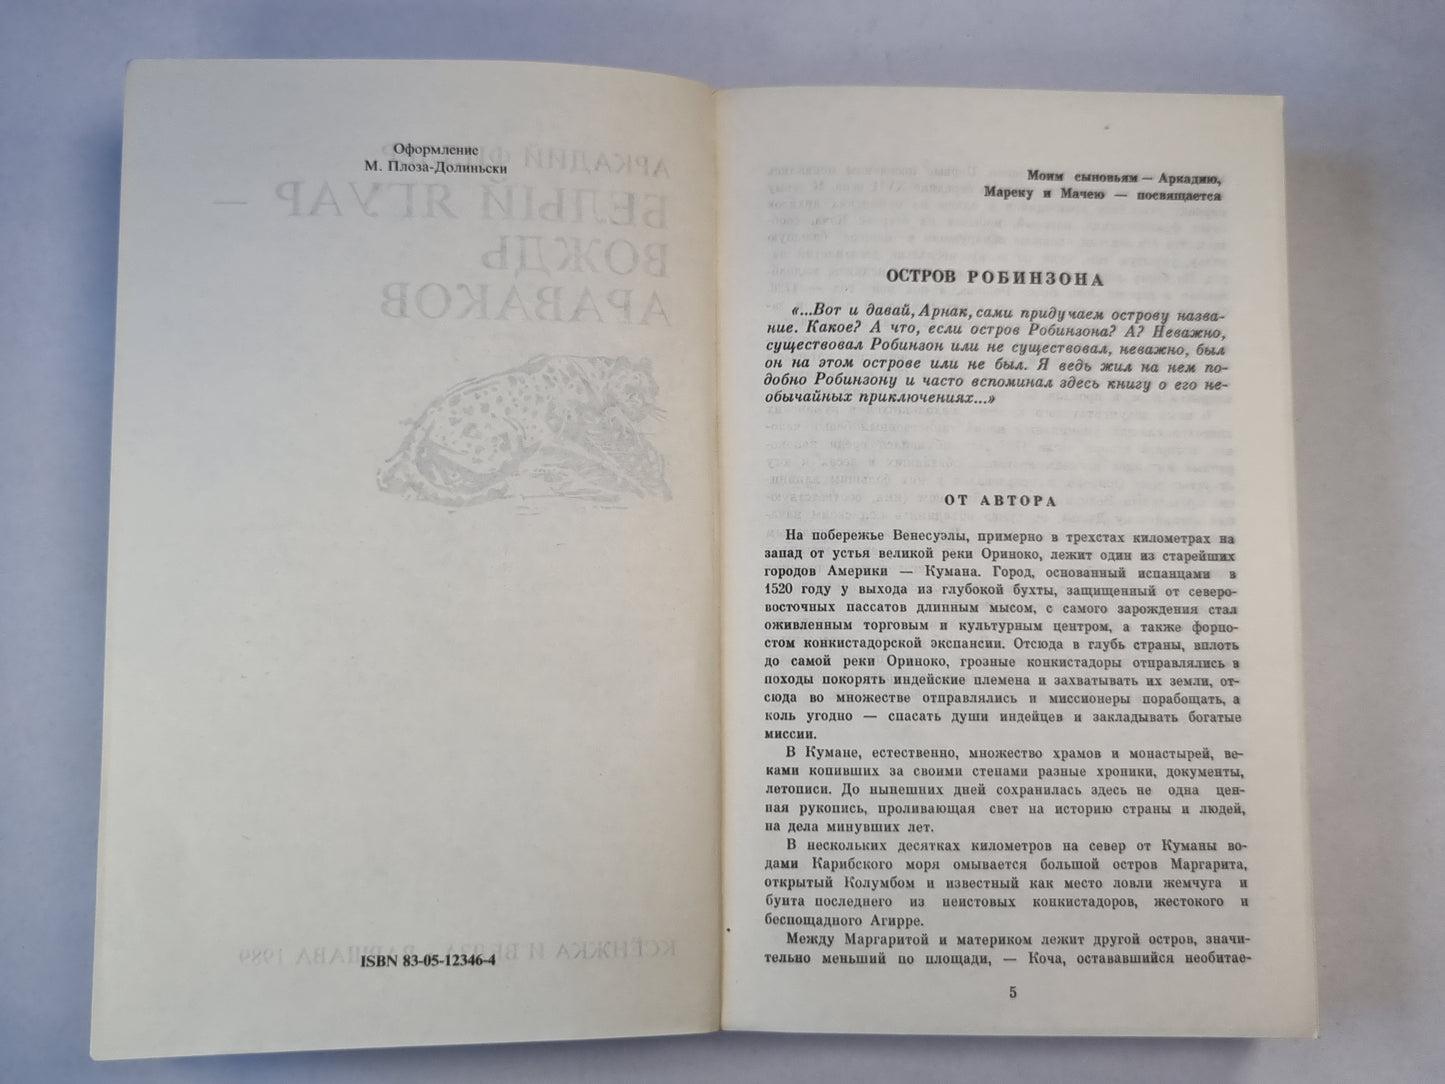 Оформление
М. Плоза-Долиньски
АРКАДИЙ
БЕЛЫЙ ЯГУАР —
ВОЖДЬ
АРАВАКОВ
КСЁНЖКА И ВЕДЗА ВАРШАВА 1989
ISBN 83-05-12346-4
Моим сыновьям — Аркадию,
Мареку и Мачею — посвящается
ОСТРОВ РОБИНЗОНА
«...Вот и давай, Арнак, сами придумаем острову назва-
ние. Какое? А что, если остров Робинзона? А? Неважно,
существовал Робинзон или не существовал, неважно, был
он на этом острове или не был. Я ведь жил на нем по-
добно Робинзону и часто вспоминал здесь книгу о его не-
обычайных приключениях...»
ОТ АВТОРА
На побережье Венесуэлы, примерно в трехстах километрах на
запад от устья великой реки Ориноко, лежит один из старейших
городов Америки — Кумана. Город, основанный испанцами в
1520 году у выхода из глубокой бухты, защищенный от северо-
восточных пассатов длинным мысом, с самого зарождения стал
оживленным торговым и культурным центром, а также форпо-
стом конкистадорской экспансии. Отсюда в глубь страны, вплоть
до самой реки Ориноко, грозные конкистадоры отправлялись в
походы покорять индейские племена и захватывать их земли, от-
сюда во множестве отправлялись и миссионеры порабощать, а
коль угодно — спасать души индейцев и закладывать богатые
миссии.
В Кумане, естественно, множество храмов и монастырей, ве-
ками копивших за своими стенами разные хроники, документы,
летописи. До нынешних дней сохранилась здесь не одна цен-
ная рукопись, проливающая свет на историю страны и людей,
на дела минувших лет.
В нескольких десятках километров на север от Куманы во-
дами Карибского моря омывается большой остров Маргарита,
открытый Колумбом и известный как место ловли жемчуга и
бунта последнего из неистовых конкистадоров, жестокого и
беспощадного Агирре.
Между Маргаритой и материком лежит другой остров, значи-
тельно меньший по площади, — Коча, остававшийся необитае-
5